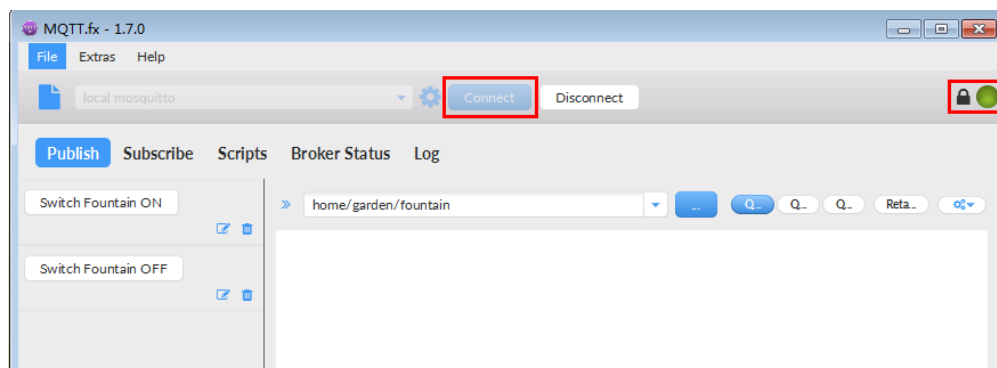 MQTT.fx - 1.7.0
File Extras Help
local mosquitto Connect Disconnect
Publish Subscribe Scripts Broker Status Log
Switch Fountain ON
» home/garden/fountain ... Q... Q... Q... Reta...
Switch Fountain OFF